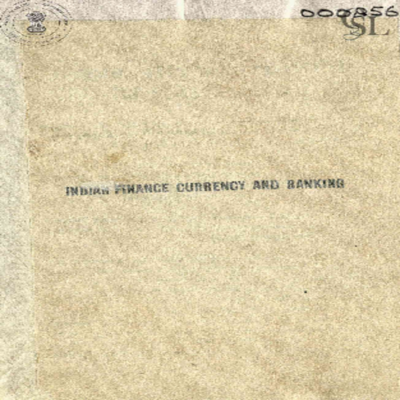 000856
SL
INDIAN FINANCE CURRENCY AND BANKING